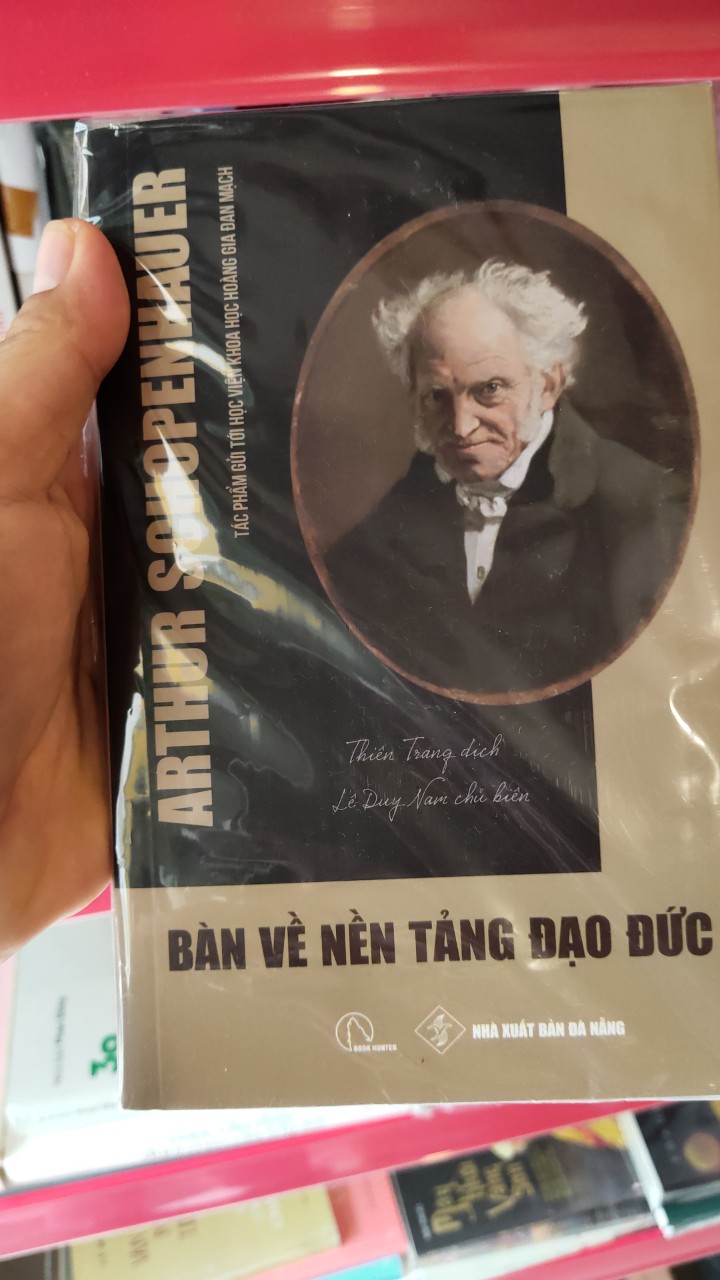 ARTHUR SCHOPENHAUER
TÁC PHẨM GỬI TỚI HỌC VIỆN KHOA HỌC HOÀNG GIA ĐAN MẠCH
Thiên Trang dịch
Lê Duy Nam chủ biên
BÀN VỀ NỀN TẢNG ĐẠO ĐỨC
BOOK HUNTER
NHÀ XUẤT BẢN ĐÀ NẴNG
30